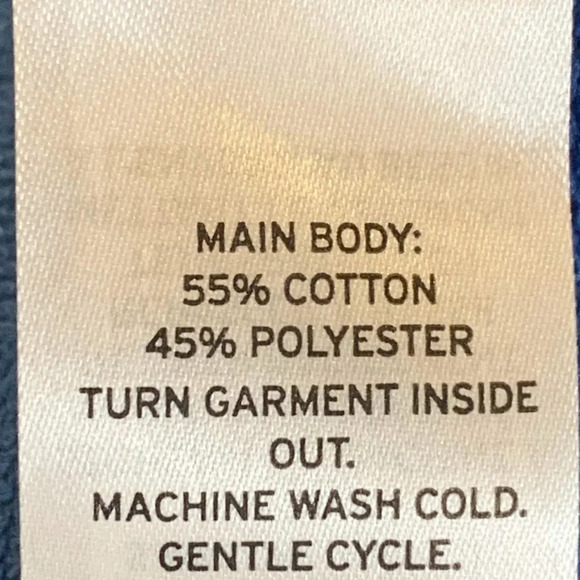 MAIN BODY:
55% COTTON
45% POLYESTER
TURN GARMENT INSIDE
OUT.
MACHINE WASH COLD.
GENTLE CYCLE.